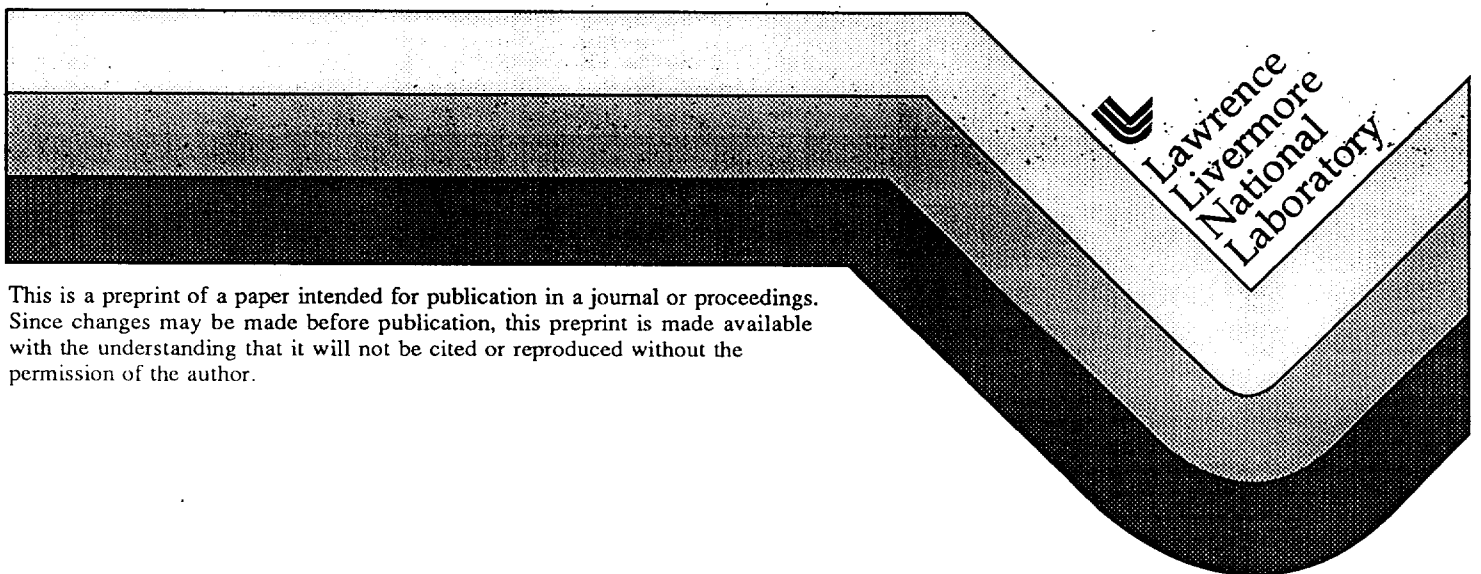 Lawrence
Livermore
National
Laboratory
This is a preprint of a paper intended for publication in a journal or proceedings.
Since changes may be made before publication, this preprint is made available
with the understanding that it will not be cited or reproduced without the
permission of the author.